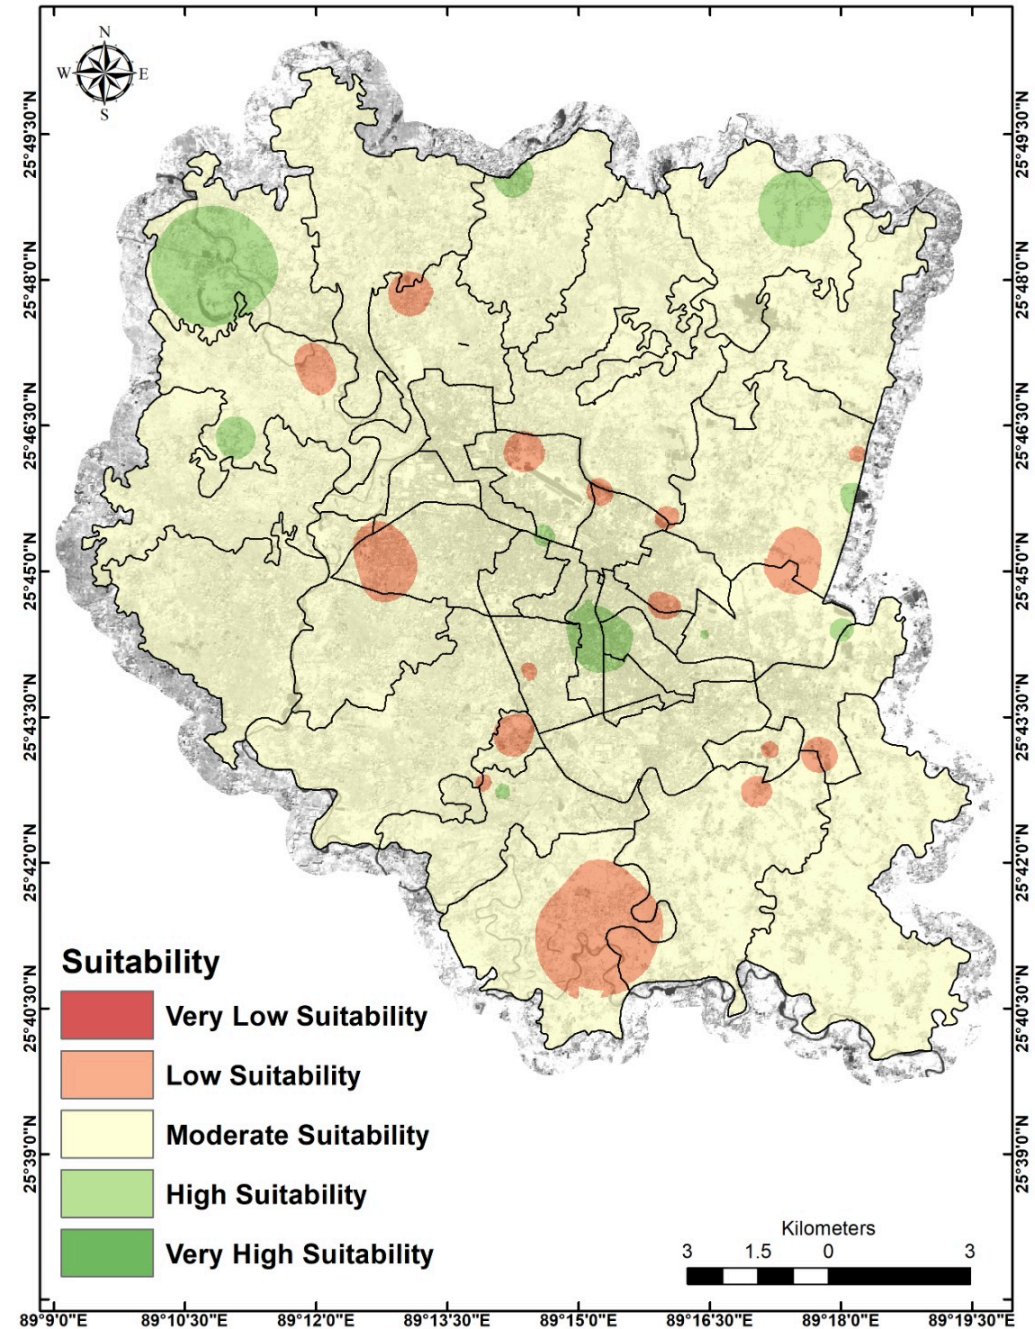 N
W E
S
25°49'30"N 25°49'30"N
25°48'0"N 25°48'0"N
25°46'30"N 25°46'30"N
25°45'0"N 25°45'0"N
25°43'30"N 25°43'30"N
25°42'0"N 25°42'0"N
25°40'30"N 25°40'30"N
25°39'0"N 25°39'0"N
Suitability
Very Low Suitability
Low Suitability
Moderate Suitability
High Suitability
Very High Suitability
Kilometers
3 1.5 0 3
89°9'0"E 89°10'30"E 89°12'0"E 89°13'30"E 89°15'0"E 89°16'30"E 89°18'0"E 89°19'30"E